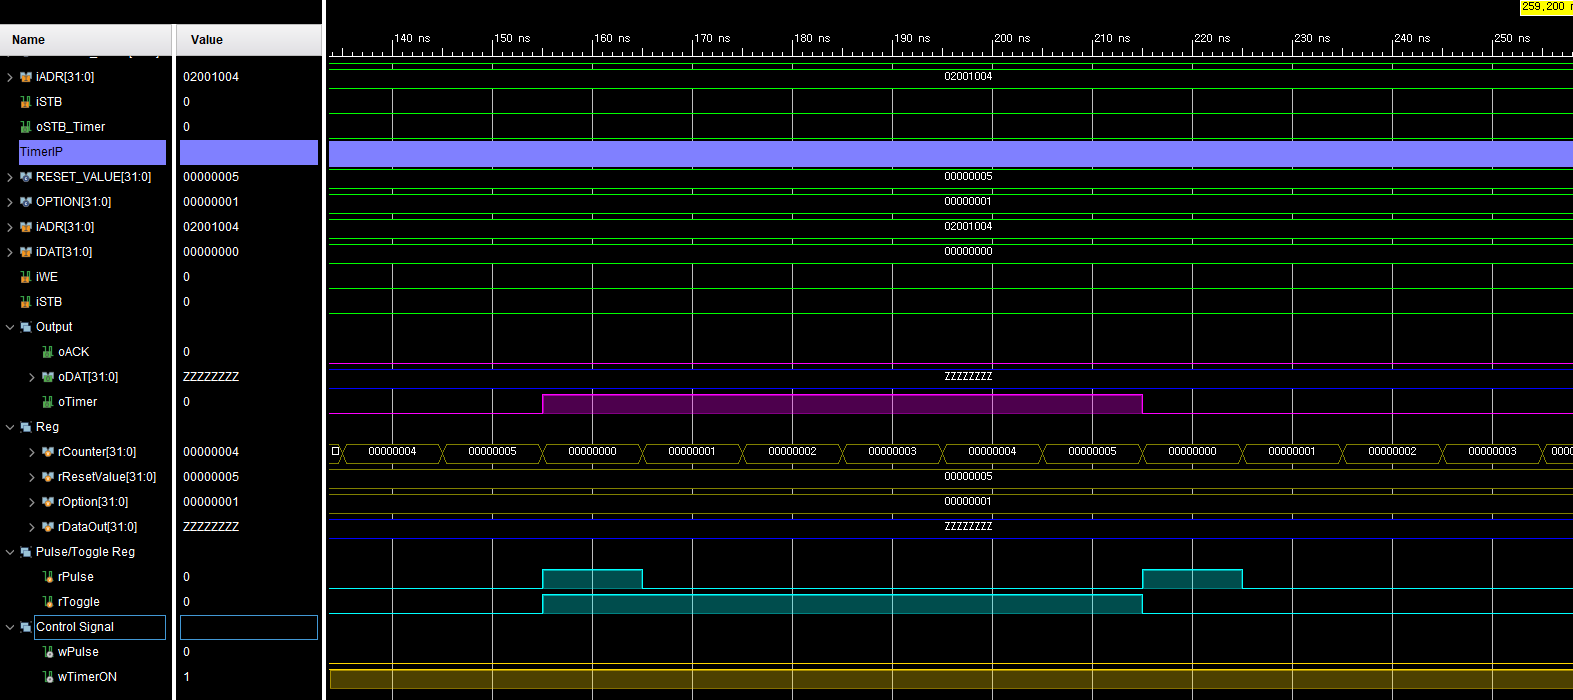 259,200
Name Value
140 ns 150 ns 160 ns 170 ns 180 ns 190 ns 200 ns 210 ns 220 ns 230 ns 240 ns 250 ns
iADR[31:0] 02001004 02001004
iSTB 0
oSTB_Timer 0
TimerIP
RESET_VALUE[31:0] 00000005 00000005
OPTION[31:0] 00000001 00000001
iADR[31:0] 02001004 02001004
iDAT[31:0] 00000000 00000000
iWE 0
iSTB 0
Output
oACK 0
oDAT[31:0] ZZZZZZZZ ZZZZZZZZ
oTimer 0
Reg
rCounter[31:0] 00000004 00000004 00000005 00000000 00000001 00000002 00000003 00000004 00000005 00000000 00000001 00000002 00000003 0000
rResetValue[31:0] 00000005 00000005
rOption[31:0] 00000001 00000001
rDataOut[31:0] ZZZZZZZZ ZZZZZZZZ
Pulse/Toggle Reg
rPulse 0
rToggle 0
Control Signal
wPulse 0
wTimerON 1